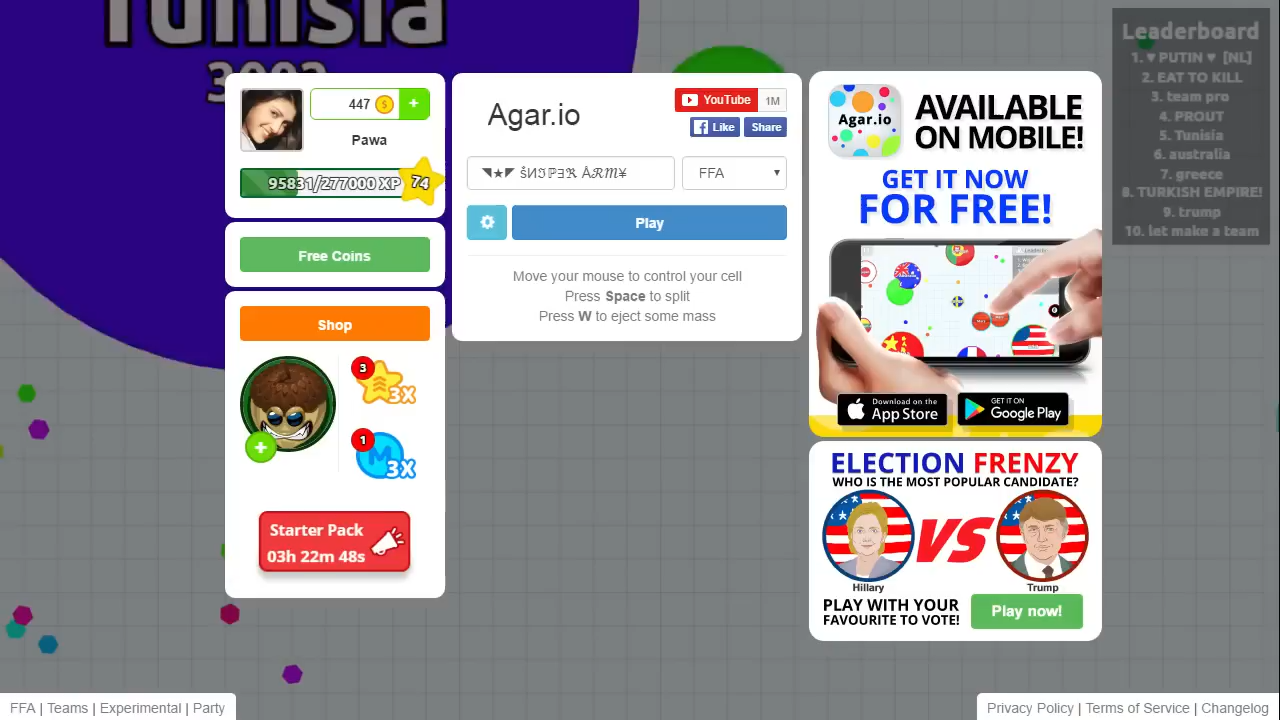 Tunisia
447
+
Pawa
95831/277000 XP
74
Free Coins
Shop
3
3X
+
1
M
3X
Starter Pack
03h 22m 48s
Agar.io
YouTube 1M
Like Share
◥★◤ šИℑℙƎℜ Åℛℳ¥
FFA
Play
Move your mouse to control your cell
Press Space to split
Press W to eject some mass
Agar.io
AVAILABLE
ON MOBILE!
GET IT NOW
FOR FREE!
Download on the
App Store
GET IT ON
Google Play
ELECTION FRENZY
WHO IS THE MOST POPULAR CANDIDATE?
VS
Hillary
Trump
PLAY WITH YOUR
FAVOURITE TO VOTE!
Play now!
Leaderboard
1. ♥ PUTIN ♥ [NL]
2. EAT TO KILL
3. team pro
4. PROUT
5. Tunisia
6. australia
7. greece
8. TURKISH EMPIRE!
9. trump
10. let make a team
FFA | Teams | Experimental | Party
Privacy Policy | Terms of Service | Changelog